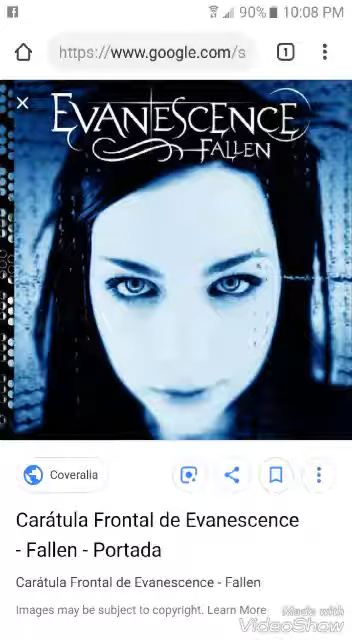 90% 10:08 PM
https://www.google.com/s
1
EVANESCENCE
FALLEN
Coveralia
Carátula Frontal de Evanescence
- Fallen - Portada
Carátula Frontal de Evanescence - Fallen
Images may be subject to copyright. Learn More
Made with
VideoShow